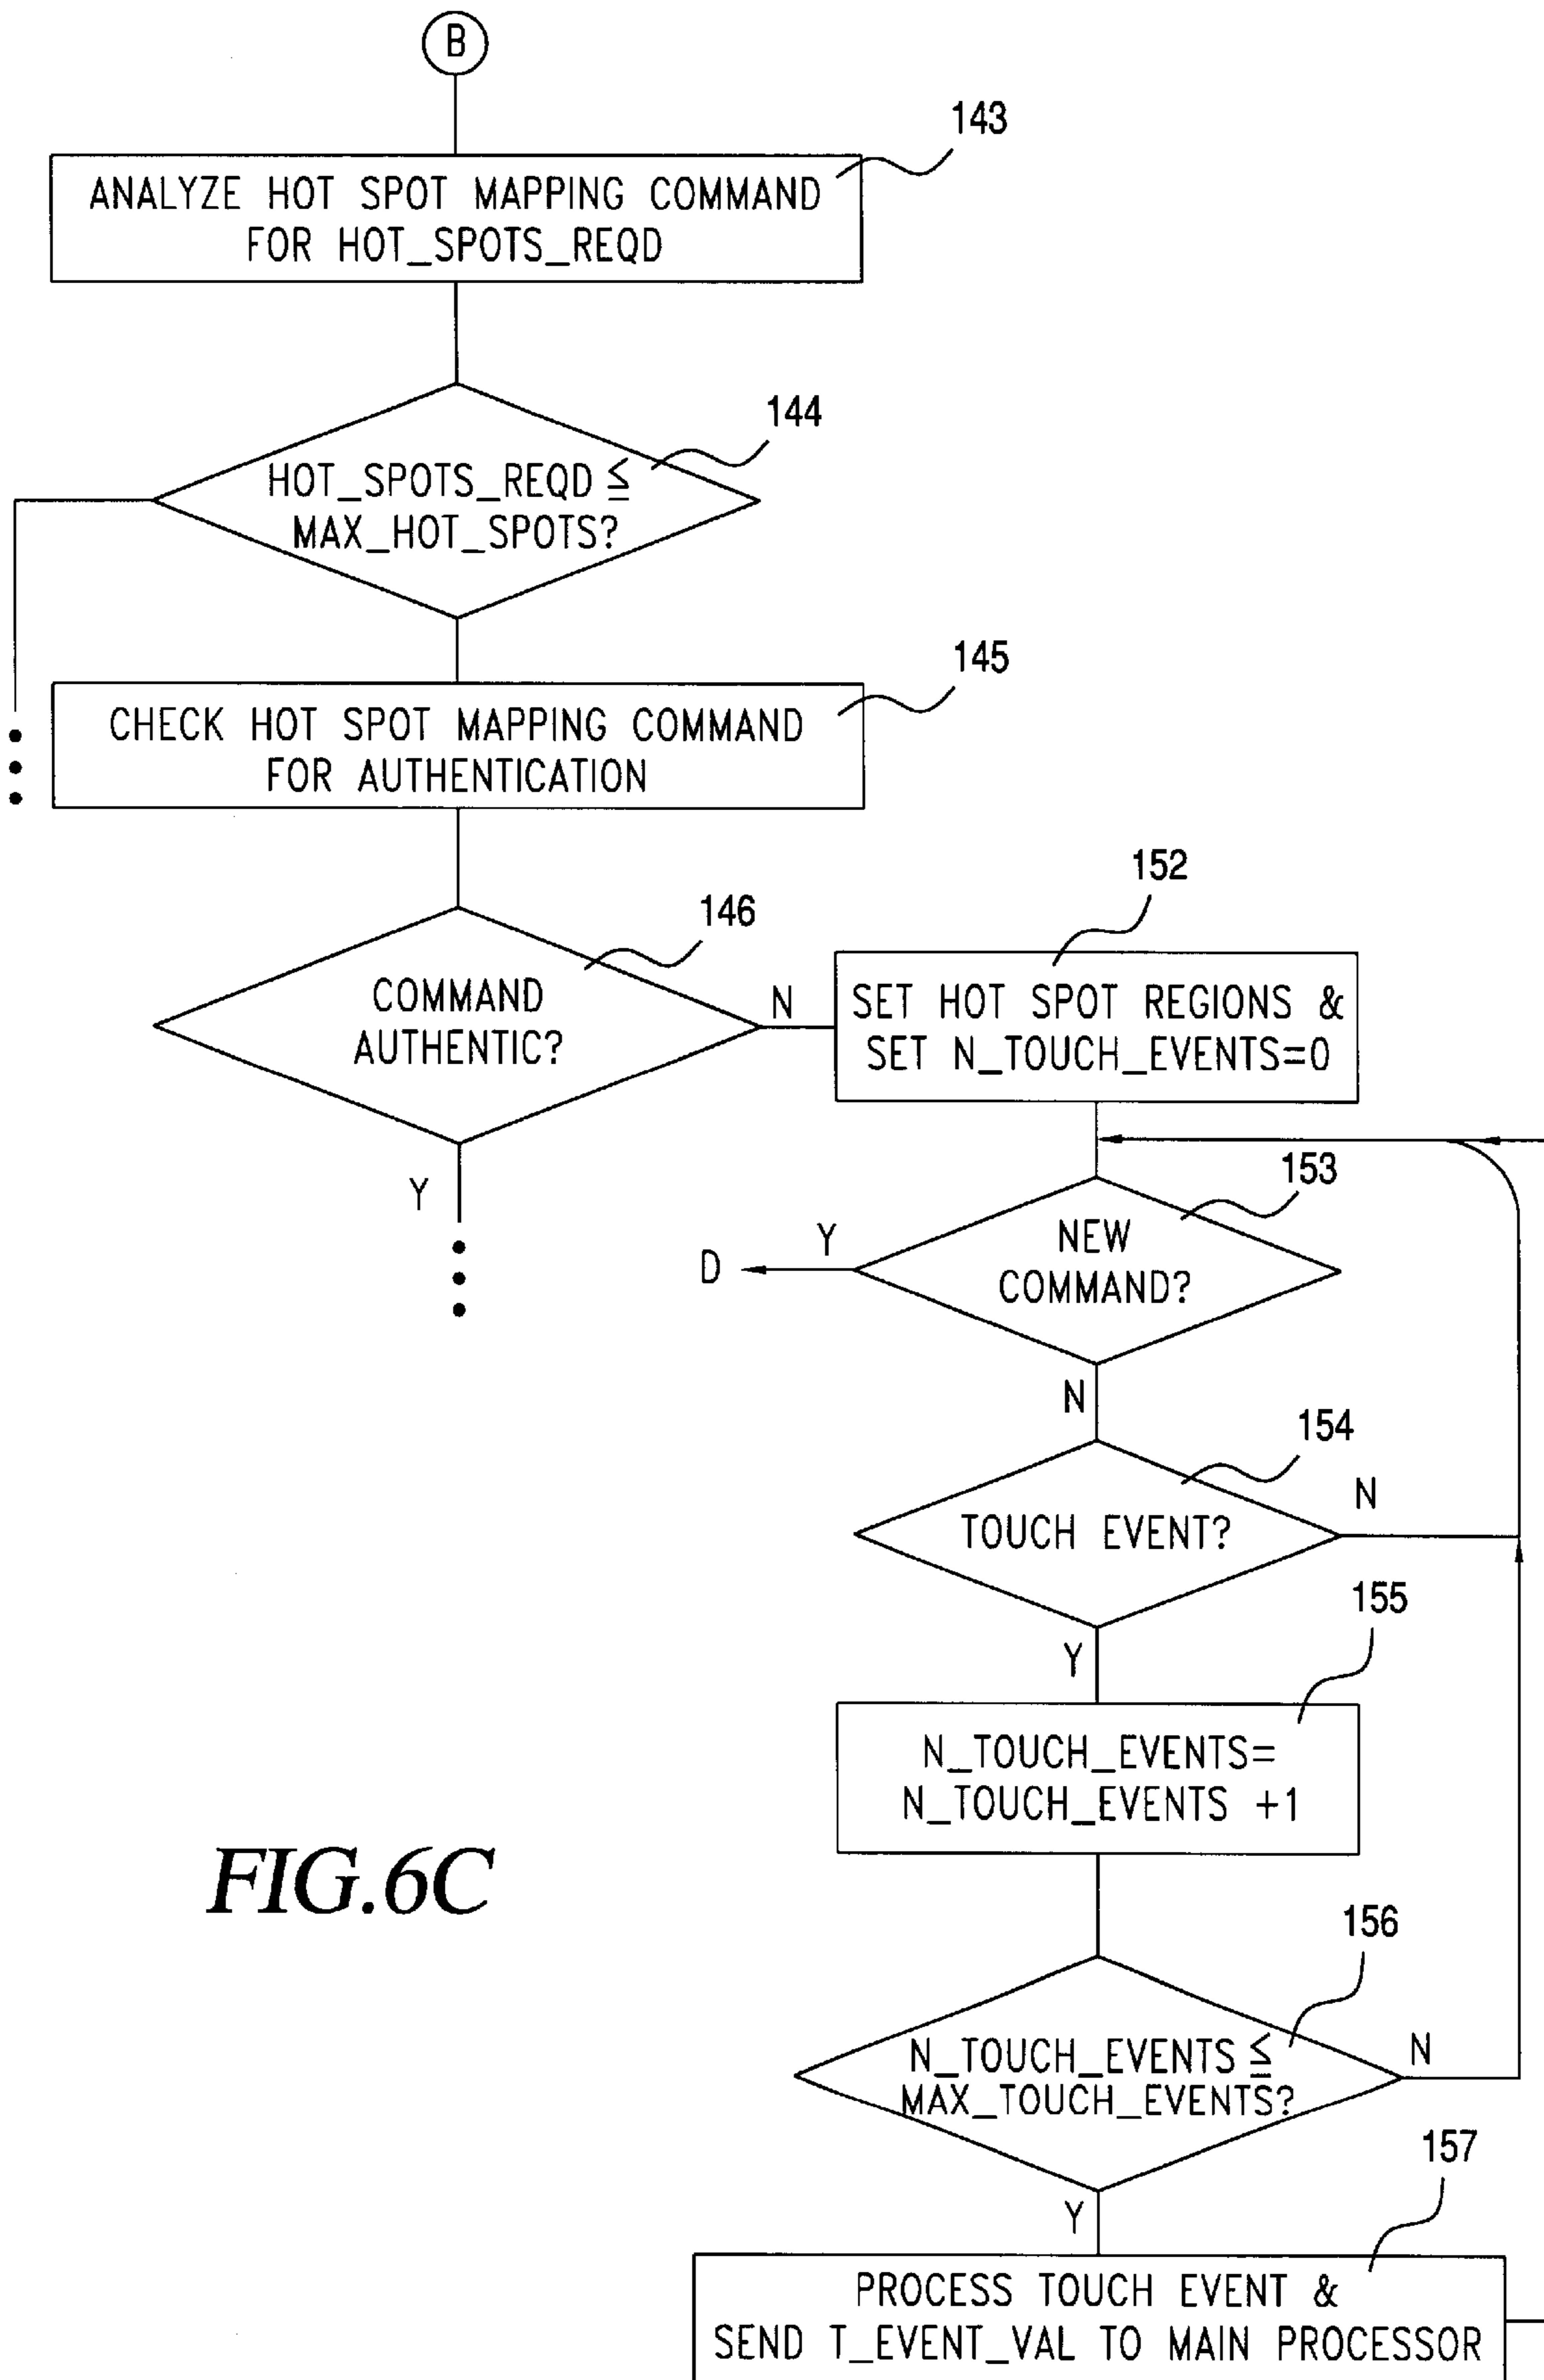 B
143
ANALYZE HOT SPOT MAPPING COMMAND
FOR HOT_SPOTS_REQD
144
HOT_SPOTS_REQD ≤
MAX_HOT_SPOTS?
145
CHECK HOT SPOT MAPPING COMMAND
FOR AUTHENTICATION
146
COMMAND
AUTHENTIC?
N
Y
152
SET HOT SPOT REGIONS &
SET N_TOUCH_EVENTS=0
153
NEW
COMMAND?
Y
D
N
154
TOUCH EVENT?
N
Y
155
N_TOUCH_EVENTS=
N_TOUCH_EVENTS +1
156
N_TOUCH_EVENTS ≤
MAX_TOUCH_EVENTS?
N
Y
157
PROCESS TOUCH EVENT &
SEND T_EVENT_VAL TO MAIN PROCESSOR
FIG.6C